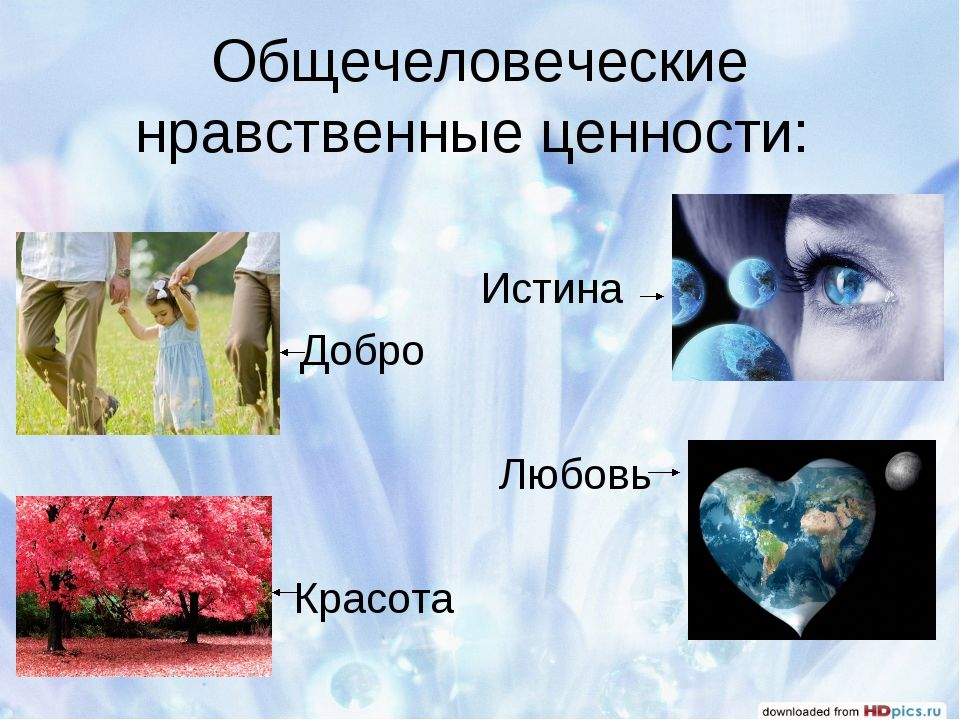 Общечеловеческие
нравственные ценности:
Истина
Добро
Любовь
Красота
downloaded from HDpics.ru